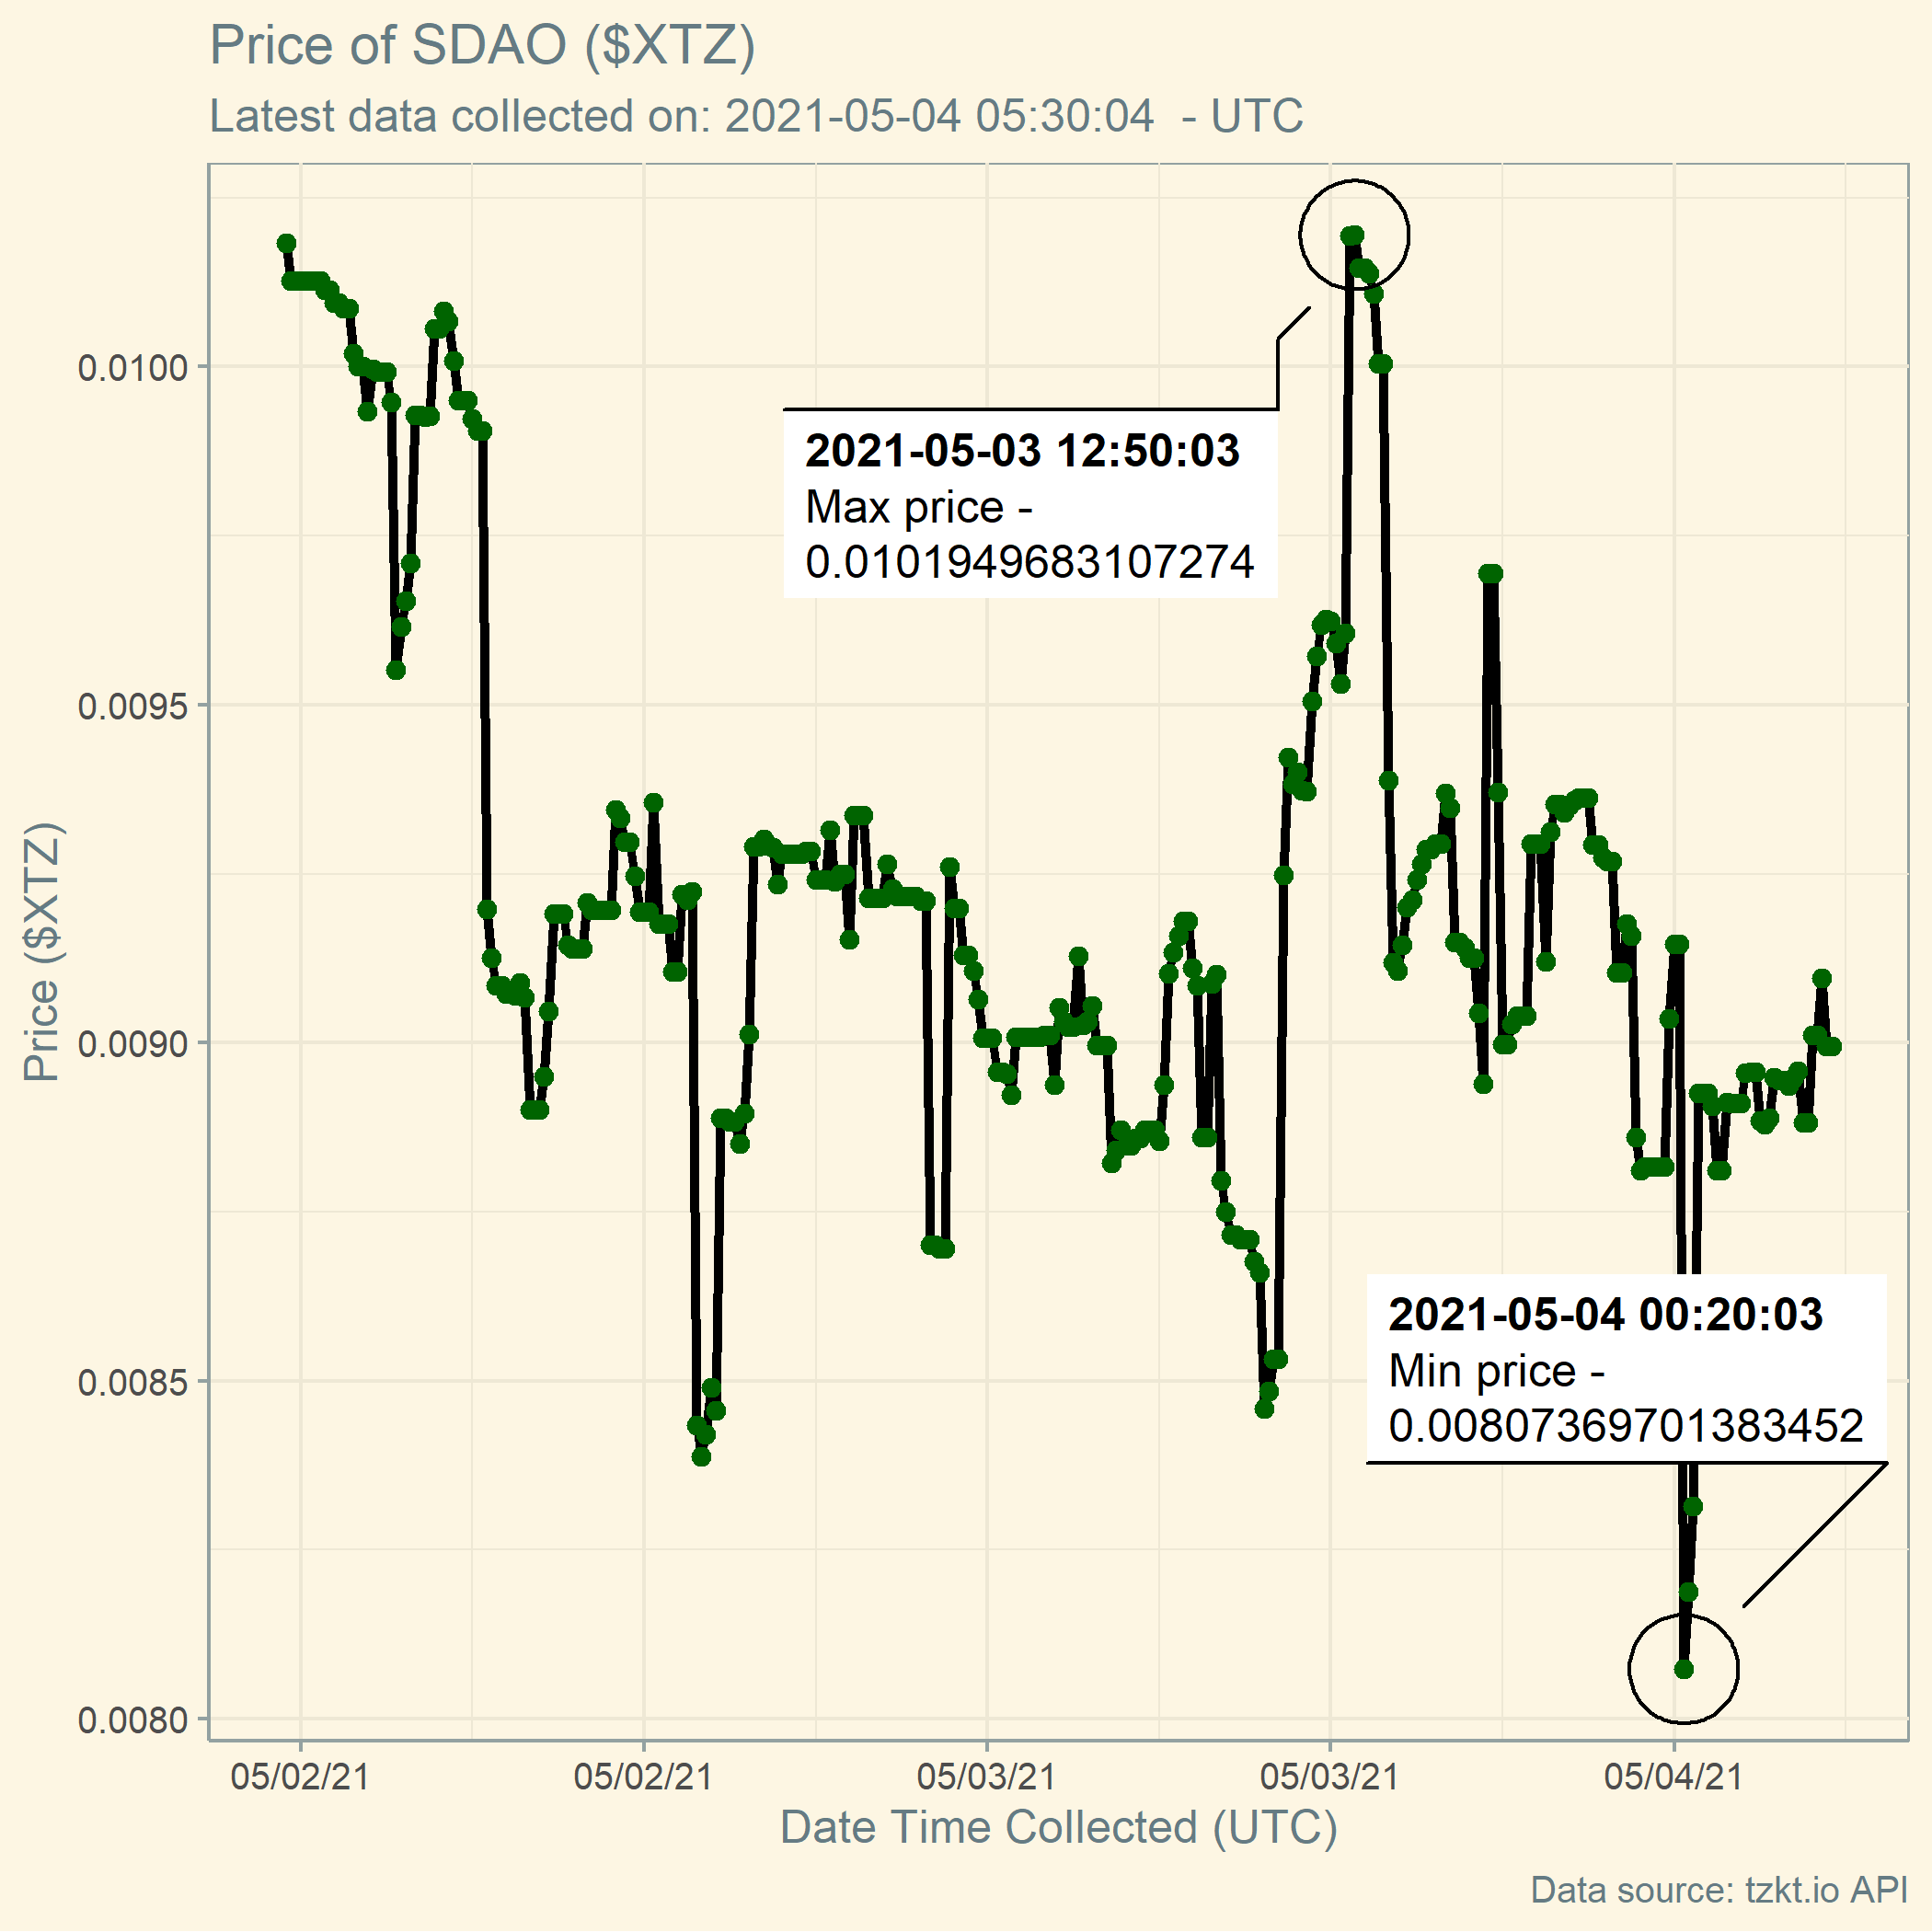 Price of SDAO ($XTZ)
Latest data collected on: 2021-05-04 05:30:04 - UTC
Price ($XTZ)
0.0100
0.0095
0.0090
0.0085
0.0080
2021-05-03 12:50:03
Max price -
0.0101949683107274
2021-05-04 00:20:03
Min price -
0.00807369701383452
05/02/21
05/02/21
05/03/21
05/03/21
05/04/21
Date Time Collected (UTC)
Data source: tzkt.io API